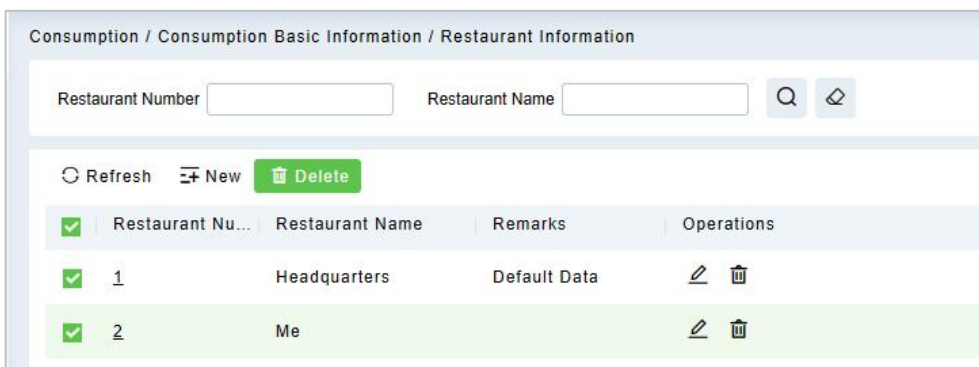 Consumption / Consumption Basic Information / Restaurant Information
Restaurant Number Restaurant Name
Refresh New Delete
Restaurant Nu... Restaurant Name Remarks Operations
1 Headquarters Default Data
2 Me